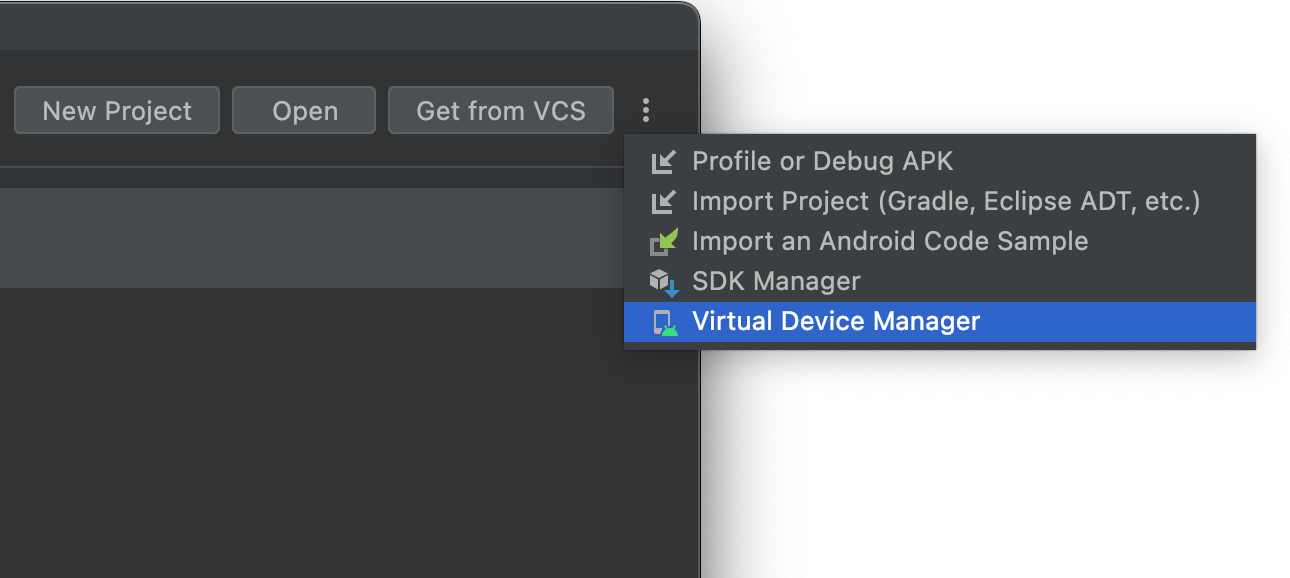 New Project Open Get from VCS
Profile or Debug APK
Import Project (Gradle, Eclipse ADT, etc.)
Import an Android Code Sample
SDK Manager
Virtual Device Manager